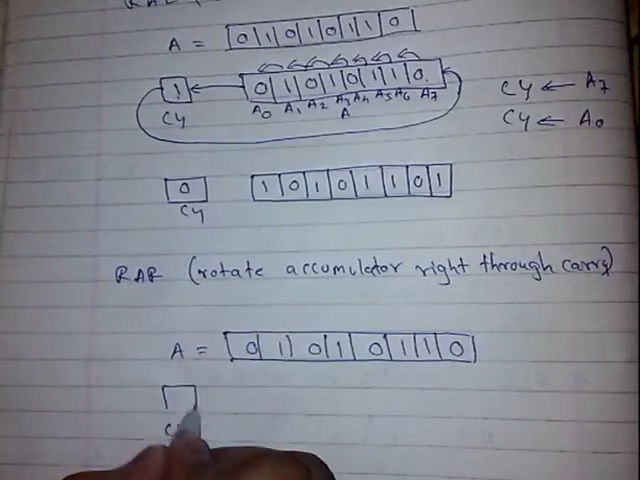 A = 0 1 0 1 0 1 1 0
1 0 1 0 1 0 1 1 0 CY ← A7
CY A0 A1 A2 A3 A4 A5 A6 A7 CY ← A0
A
0 1 0 1 0 1 1 0 1
CY
RAR (rotate accumulator right through carry)
A = 0 1 0 1 0 1 1 0